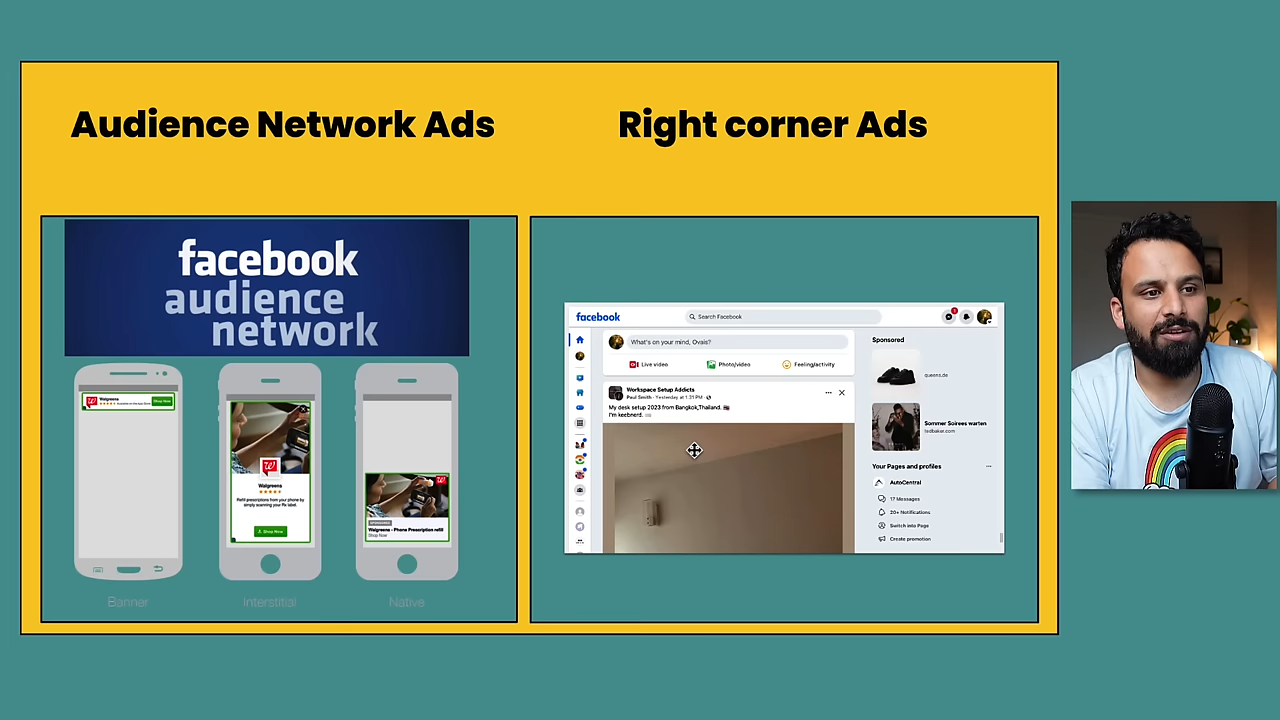 Audience Network Ads
Right corner Ads
facebook
audience
network
Walgreens
Shop Now
Walgreens
Refill prescriptions from your phone by
simply scanning your Rx label.
Shop Now
SPONSORED
Walgreens - Phone Prescription refill
Shop Now
Banner
Interstitial
Native
facebook
Search Facebook
What's on your mind, Ovais?
Live video
Photo/video
Feeling/activity
Workspace Setup Addicts
Paul Smith · Yesterday at 1:31 PM ·
My desk setup 2023 from Bangkok,Thailand.
I'm keebnerd.
Sponsored
queens.de
Sommer Soirees warten
tedbaker.com
Your Pages and profiles
AutoCentral
17 Messages
20+ Notifications
Switch into Page
Create promotion